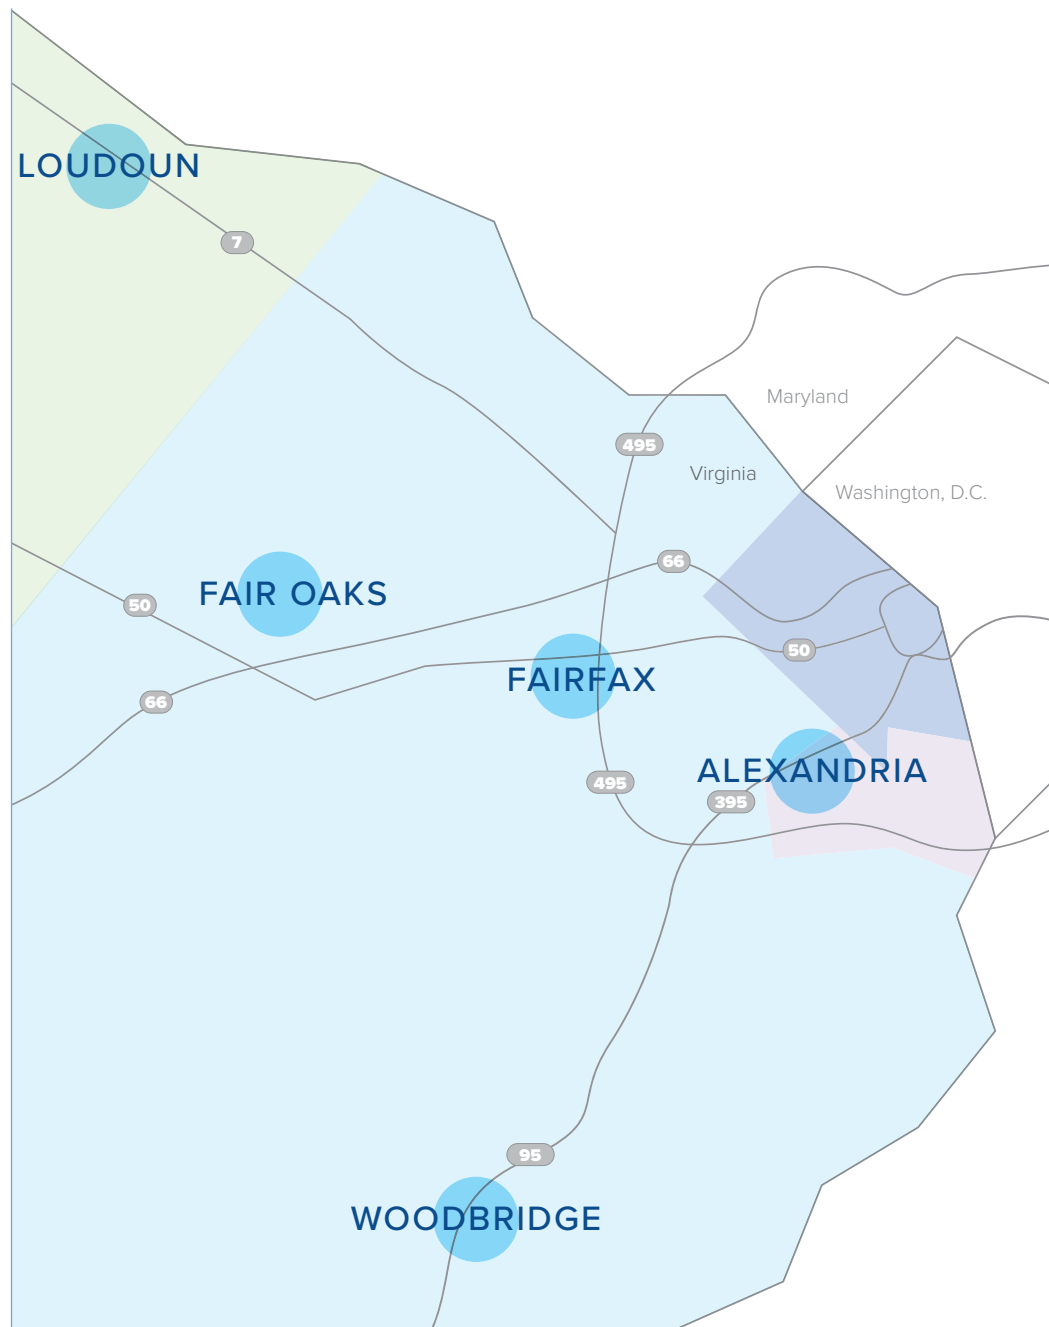 LOUDOUN
7
Maryland
495
Virginia
Washington, D.C.
66
FAIR OAKS
50
50
FAIRFAX
66
ALEXANDRIA
495
395
95
WOODBRIDGE